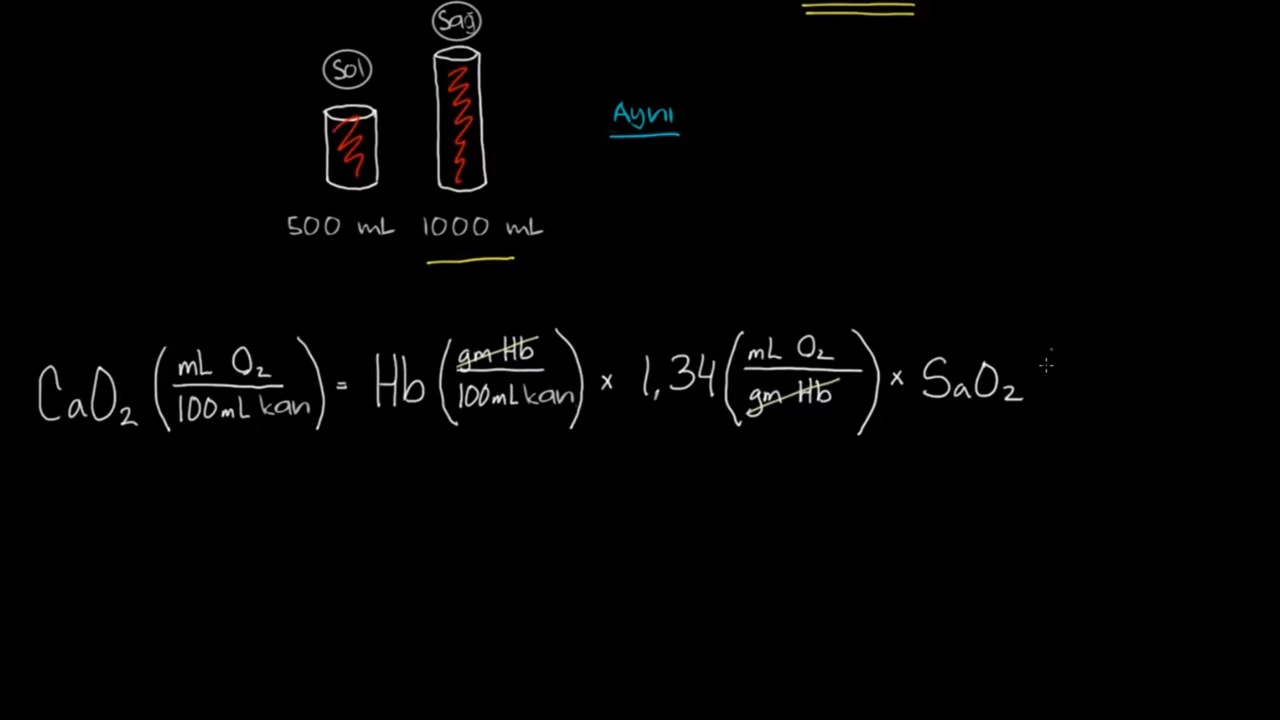 Sağ
Sol
Aynı
500 mL 1000 mL
CaO₂ (mL O₂ / 100mL kan) = Hb (gm Hb / 100mL kan) × 1,34 (mL O₂ / gm Hb) × SaO₂